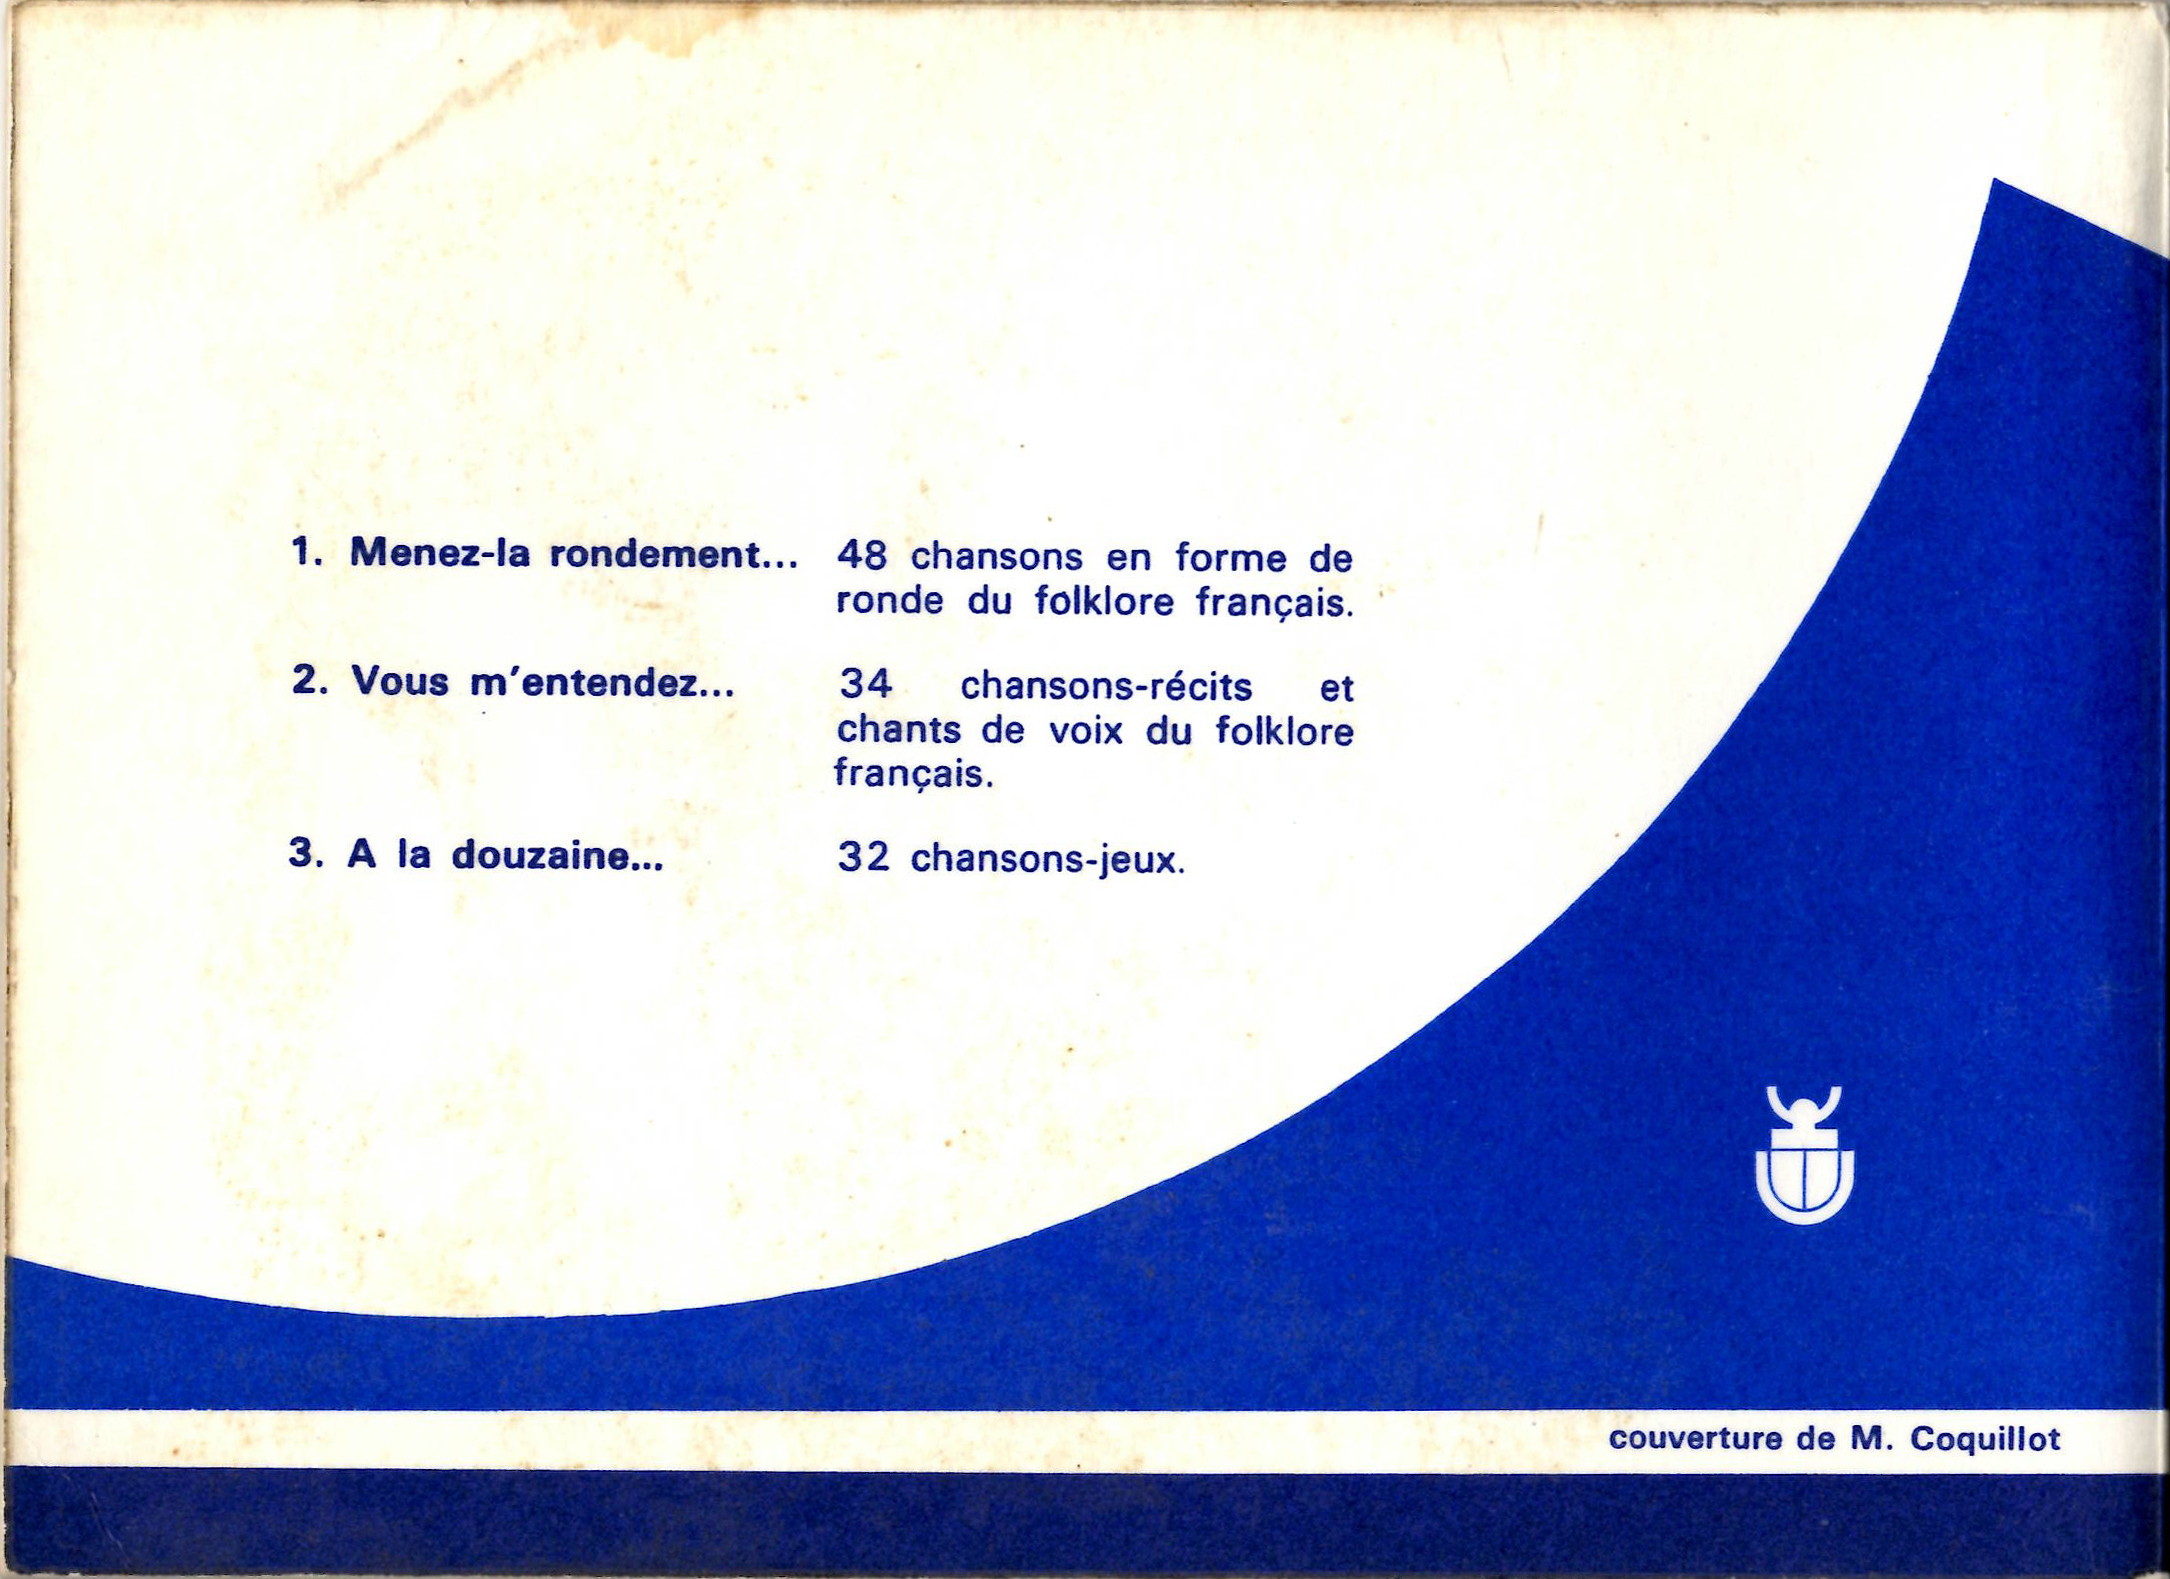 1. Menez-la rondement... 48 chansons en forme de
ronde du folklore français.
2. Vous m'entendez... 34 chansons-récits et
chants de voix du folklore
français.
3. A la douzaine... 32 chansons-jeux.
couverture de M. Coquillot